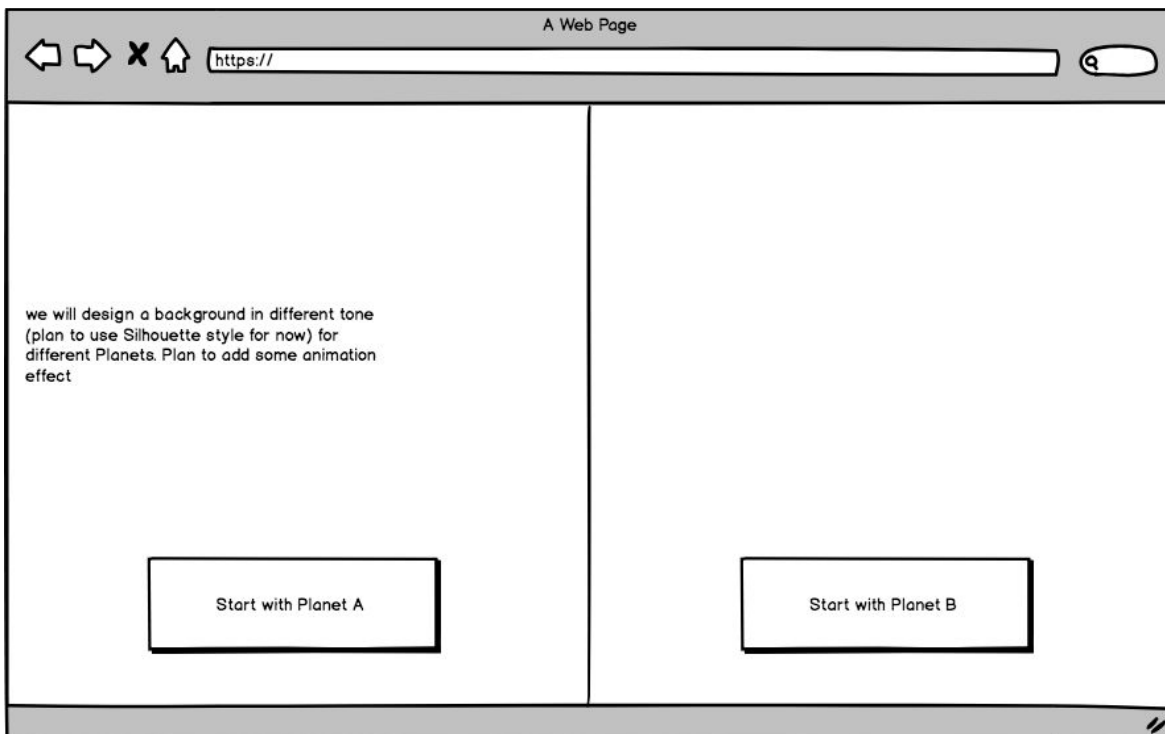 A Web Page
https://
we will design a background in different tone
(plan to use Silhouette style for now) for
different Planets. Plan to add some animation
effect
Start with Planet A
Start with Planet B